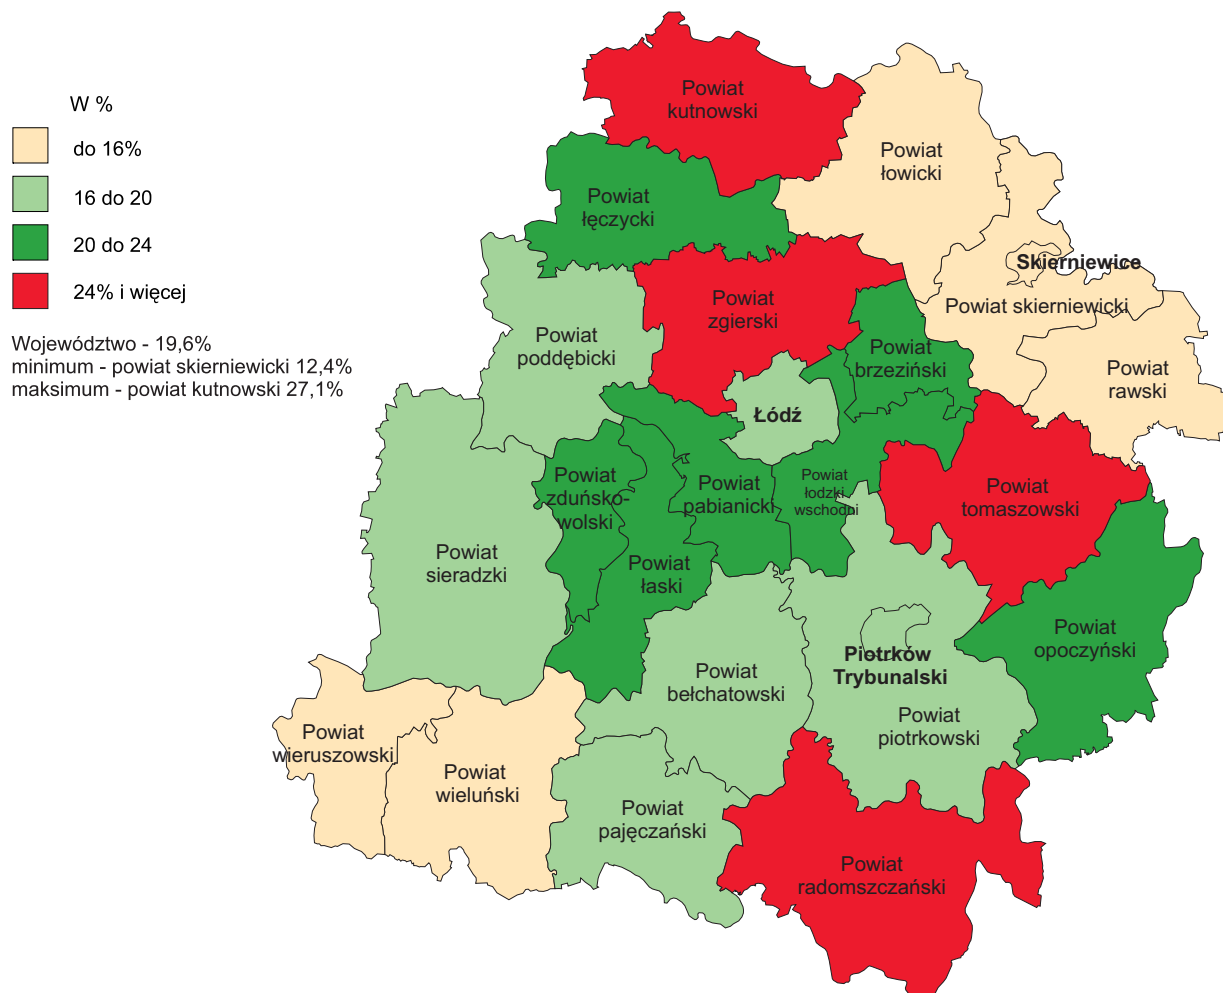 W %
do 16%
16 do 20
20 do 24
24% i więcej
Województwo - 19,6%
minimum - powiat skierniewicki 12,4%
maksimum - powiat kutnowski 27,1%
Powiat
kutnowski
Powiat
łowicki
Powiat
łęczycki
Skierniewice
Powiat skierniewicki
Powiat
zgierski
Powiat
poddębicki
Powiat
brzeziński
Powiat
rawski
Łódź
Powiat
zduńsko-
wolski
Powiat
pabianicki
Powiat
łodzki
wschodni
Powiat
tomaszowski
Powiat
sieradzki
Powiat
łaski
Powiat
opoczyński
Piotrków
Trybunalski
Powiat
bełchatowski
Powiat
piotrkowski
Powiat
wieruszowski
Powiat
wieluński
Powiat
pajęczański
Powiat
radomszczański